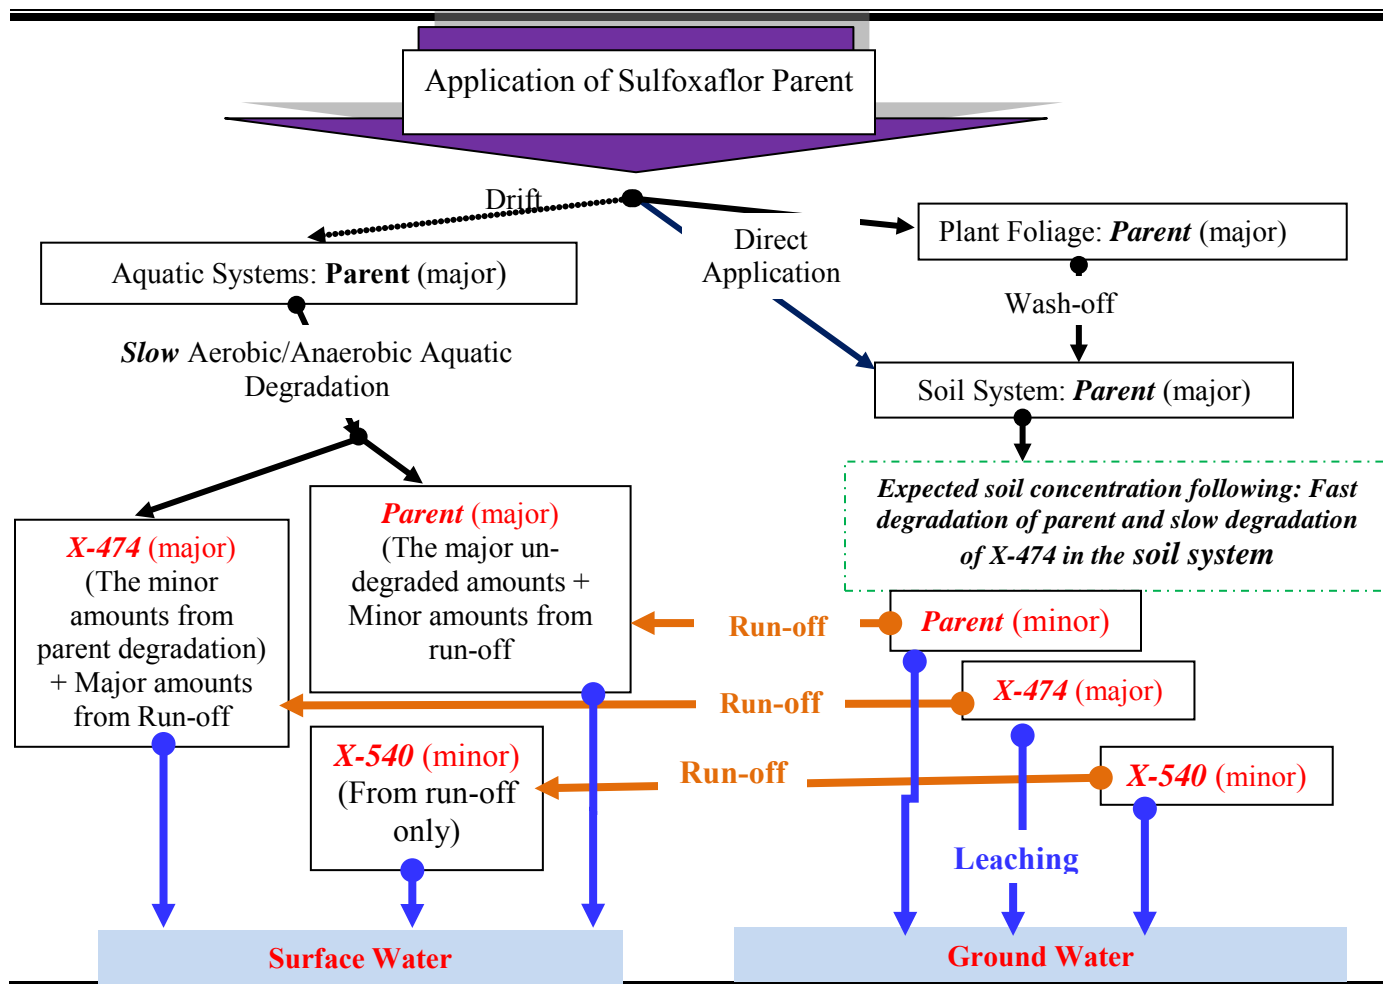 Application of Sulfoxaflor Parent
Drift
Direct
Application
Plant Foliage: Parent (major)
Aquatic Systems: Parent (major)
Wash-off
Slow Aerobic/Anaerobic Aquatic
Degradation
Soil System: Parent (major)
Expected soil concentration following: Fast
degradation of parent and slow degradation
of X-474 in the soil system
X-474 (major)
(The minor
amounts from
parent degradation)
+ Major amounts
from Run-off
Parent (major)
(The major un-
degraded amounts +
Minor amounts from
run-off
Run-off
Parent (minor)
Run-off
X-474 (major)
X-540 (minor)
(From run-off
only)
Run-off
X-540 (minor)
Leaching
Surface Water
Ground Water